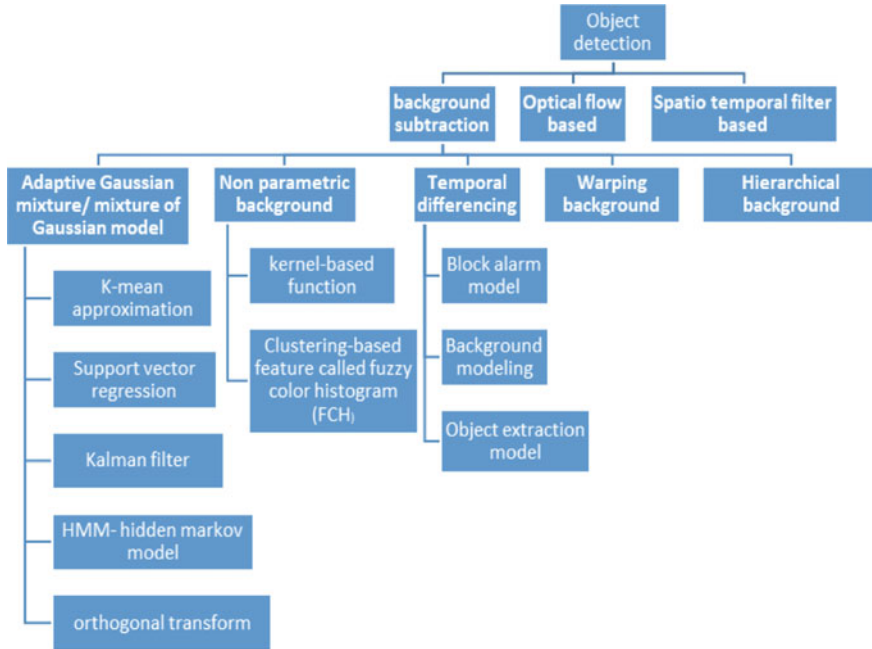 Object
detection
background
subtraction
Optical flow
based
Spatio temporal filter
based
Adaptive Gaussian
mixture/ mixture of
Gaussian model
Non parametric
background
Temporal
differencing
Warping
background
Hierarchical
background
K-mean
approximation
Support vector
regression
Kalman filter
HMM- hidden markov
model
orthogonal transform
kernel-based
function
Clustering-based
feature called fuzzy
color histogram
(FCH)
Block alarm
model
Background
modeling
Object extraction
model